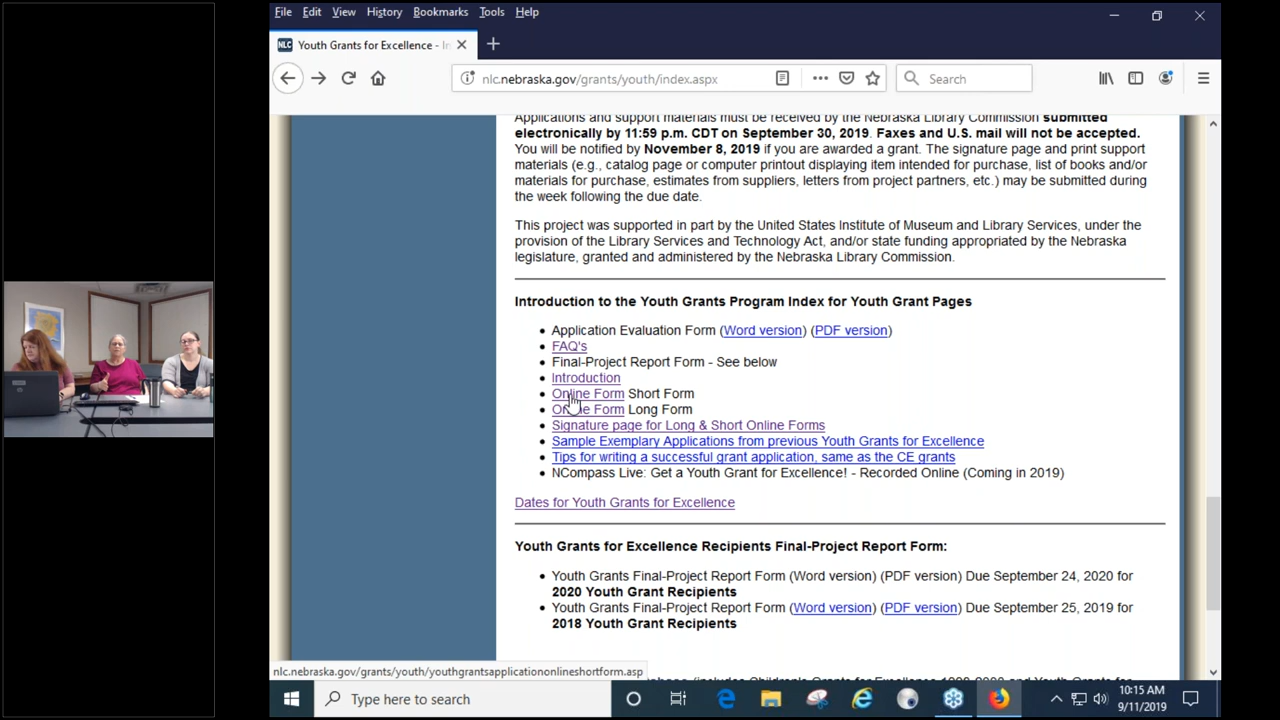 File Edit View History Bookmarks Tools Help
NLC Youth Grants for Excellence - In
nlc.nebraska.gov/grants/youth/index.aspx
Search
Applications and support materials must be received by the Nebraska Library Commission submitted
electronically by 11:59 p.m. CDT on September 30, 2019. Faxes and U.S. mail will not be accepted.
You will be notified by November 8, 2019 if you are awarded a grant. The signature page and print support
materials (e.g., catalog page or computer printout displaying item intended for purchase, list of books and/or
materials for purchase, estimates from suppliers, letters from project partners, etc.) may be submitted during
the week following the due date.
This project was supported in part by the United States Institute of Museum and Library Services, under the
provision of the Library Services and Technology Act, and/or state funding appropriated by the Nebraska
legislature, granted and administered by the Nebraska Library Commission.
Introduction to the Youth Grants Program Index for Youth Grant Pages
• Application Evaluation Form (Word version) (PDF version)
• FAQ's
• Final-Project Report Form - See below
• Introduction
• Online Form Short Form
• Online Form Long Form
• Signature page for Long & Short Online Forms
• Sample Exemplary Applications from previous Youth Grants for Excellence
• Tips for writing a successful grant application, same as the CE grants
• NCompass Live: Get a Youth Grant for Excellence! - Recorded Online (Coming in 2019)
Dates for Youth Grants for Excellence
Youth Grants for Excellence Recipients Final-Project Report Form:
• Youth Grants Final-Project Report Form (Word version) (PDF version) Due September 24, 2020 for
2020 Youth Grant Recipients
• Youth Grants Final-Project Report Form (Word version) (PDF version) Due September 25, 2019 for
2018 Youth Grant Recipients
nlc.nebraska.gov/grants/youth/youthgrantsapplicationonlineshortform.asp
Type here to search
10:15 AM
9/11/2019